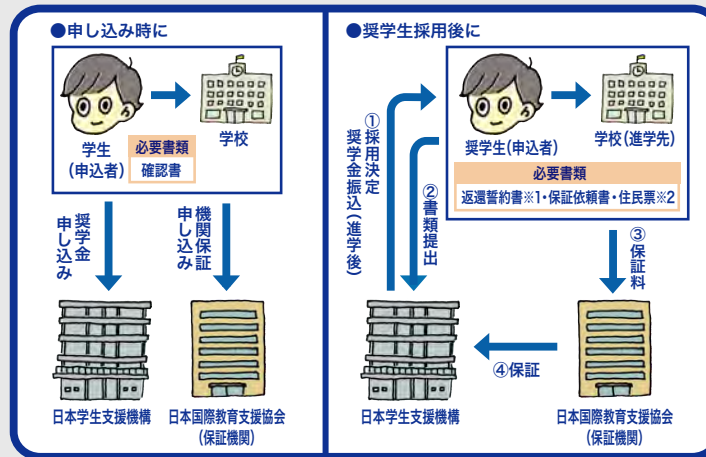 ●申し込み時に
学生
(申込者)
学校
必要書類
確認書
奨学金
申し込み
機関保証
申し込み
日本学生支援機構
日本国際教育支援協会
(保証機関)
●奨学生採用後に
奨学生(申込者)
学校(進学先)
必要書類
返還誓約書※1・保証依頼書・住民票※2
①採用決定
奨学金振込(進学後)
②書類提出
③保証料
④保証
日本学生支援機構
日本国際教育支援協会
(保証機関)